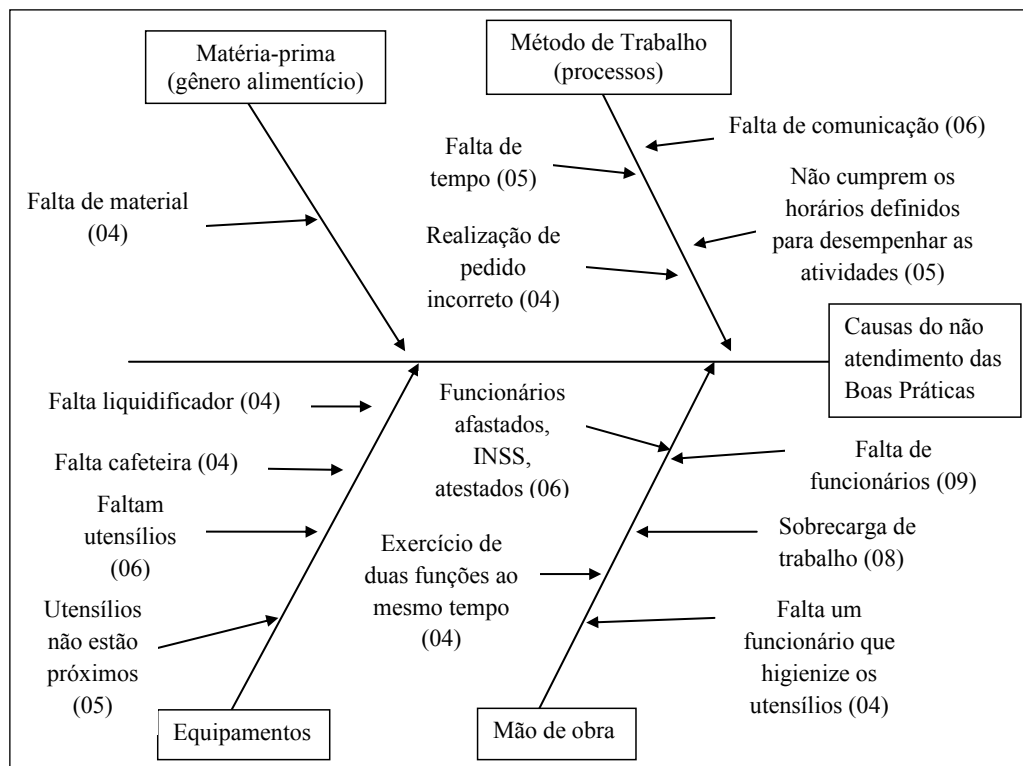 Matéria-prima
(gênero alimentício)
Método de Trabalho
(processos)
Falta de comunicação (06)
Falta de
tempo (05)
Não cumprem os
horários definidos
para desempenhar as
atividades (05)
Falta de material
(04)
Realização de
pedido
incorreto (04)
Causas do não
atendimento das
Boas Práticas
Falta liquidificador (04)
Falta cafeteira (04)
Faltam
utensílios
(06)
Utensílios
não estão
próximos
(05)
Funcionários
afastados,
INSS,
atestados (06)
Falta de
funcionários (09)
Exercício de
duas funções ao
mesmo tempo
(04)
Sobrecarga de
trabalho (08)
Falta um
funcionário que
higienize os
utensílios (04)
Equipamentos
Mão de obra